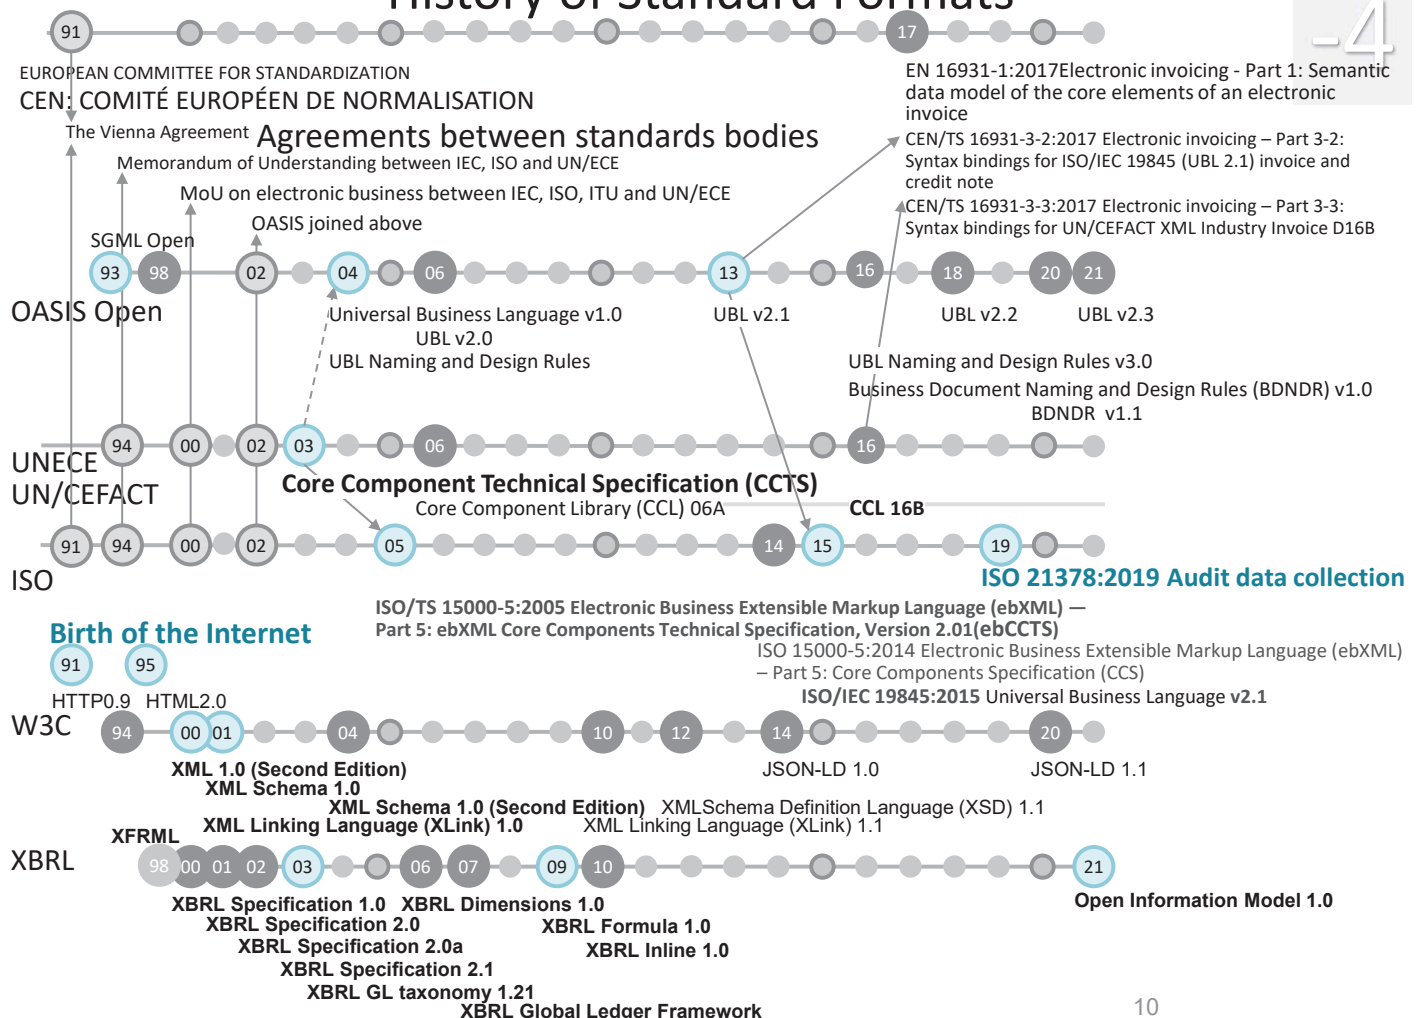 History of Standard Formats
-4
91
17
EUROPEAN COMMITTEE FOR STANDARDIZATION
CEN: COMITÉ EUROPÉEN DE NORMALISATION
EN 16931-1:2017Electronic invoicing - Part 1: Semantic
data model of the core elements of an electronic
invoice
CEN/TS 16931-3-2:2017 Electronic invoicing – Part 3-2:
Syntax bindings for ISO/IEC 19845 (UBL 2.1) invoice and
credit note
CEN/TS 16931-3-3:2017 Electronic invoicing – Part 3-3:
Syntax bindings for UN/CEFACT XML Industry Invoice D16B
The Vienna Agreement
Agreements between standards bodies
Memorandum of Understanding between IEC, ISO and UN/ECE
MoU on electronic business between IEC, ISO, ITU and UN/ECE
OASIS joined above
SGML Open
93 98 02 04 06 13 16 18 20 21
OASIS Open
Universal Business Language v1.0
UBL v2.0
UBL Naming and Design Rules
UBL v2.1
UBL v2.2
UBL v2.3
UBL Naming and Design Rules v3.0
Business Document Naming and Design Rules (BDNDR) v1.0
BDNDR v1.1
94 00 02 03 06 16
UNECE
UN/CEFACT
Core Component Technical Specification (CCTS)
Core Component Library (CCL) 06A
CCL 16B
91 94 00 02 05 14 15 19
ISO
ISO 21378:2019 Audit data collection
ISO/TS 15000-5:2005 Electronic Business Extensible Markup Language (ebXML) —
Part 5: ebXML Core Components Technical Specification, Version 2.01(ebCCTS)
ISO 15000-5:2014 Electronic Business Extensible Markup Language (ebXML)
– Part 5: Core Components Specification (CCS)
ISO/IEC 19845:2015 Universal Business Language v2.1
Birth of the Internet
91 95
HTTP0.9 HTML2.0
W3C
94 00 01 04 10 12 14 20
XML 1.0 (Second Edition)
XML Schema 1.0
XML Schema 1.0 (Second Edition)
XMLSchema Definition Language (XSD) 1.1
XML Linking Language (XLink) 1.0
XML Linking Language (XLink) 1.1
JSON-LD 1.0
JSON-LD 1.1
XFRML
XBRL
98 00 01 02 03 06 07 09 10 21
XBRL Specification 1.0
XBRL Dimensions 1.0
Open Information Model 1.0
XBRL Specification 2.0
XBRL Formula 1.0
XBRL Specification 2.0a
XBRL Inline 1.0
XBRL Specification 2.1
XBRL GL taxonomy 1.21
XBRL Global Ledger Framework
10